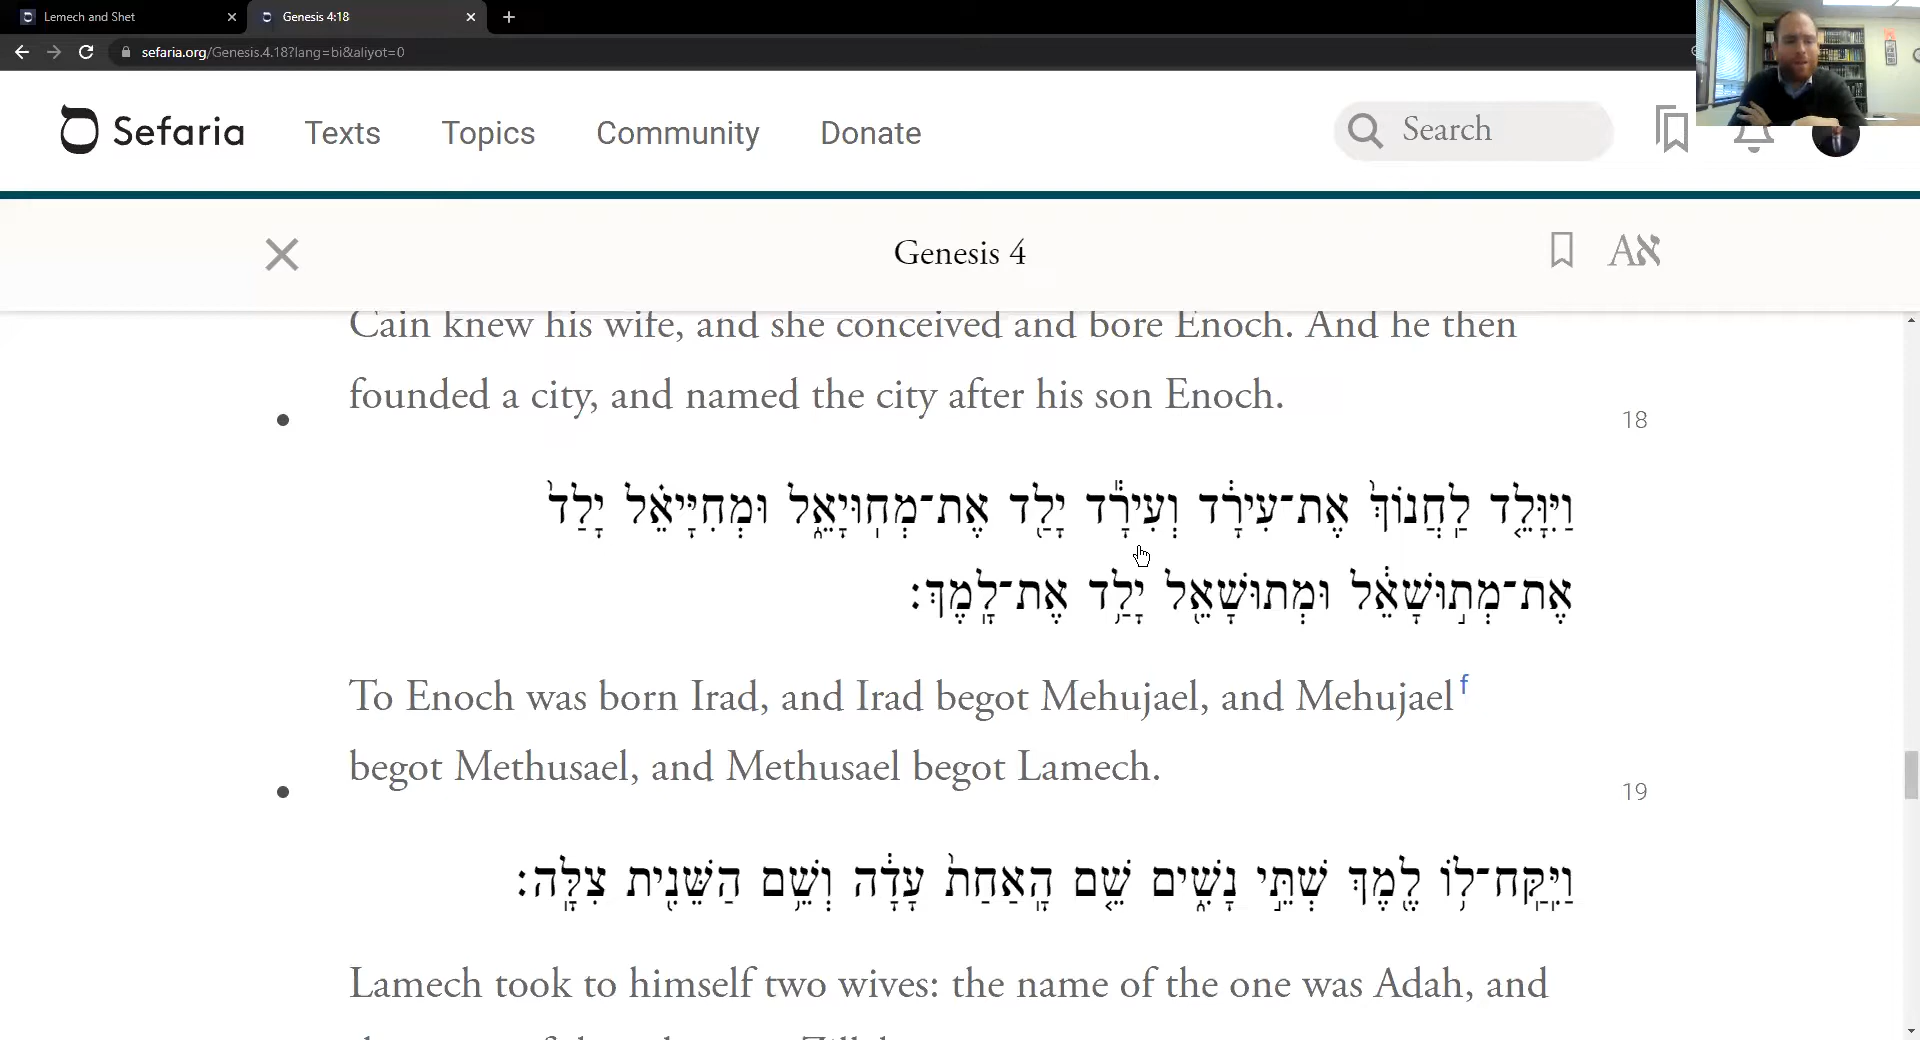 Lemech and Shet
Genesis 4:18
sefaria.org/Genesis.4.18?lang=bi&aliyot=0
Sefaria Texts Topics Community Donate Search
Genesis 4
Cain knew his wife, and she conceived and bore Enoch. And he then
founded a city, and named the city after his son Enoch.
18
וַיִּוָּלֵ֤ד לַֽחֲנוֹךְ֙ אֶת־עִירָ֔ד וְעִירָ֕ד יָלַ֖ד אֶת־מְחֽוּיָאֵ֑ל וּמְחִיָּיאֵ֗ל יָלַד֙
אֶת־מְת֣וּשָׁאֵ֔ל וּמְתוּשָׁאֵ֖ל יָלַ֥ד אֶת־לָֽמֶךְ׃
To Enoch was born Irad, and Irad begot Mehujael, and Mehujael f
begot Methusael, and Methusael begot Lamech.
19
וַיִּֽקַּֽח־ל֥וֹ לֶ֖מֶךְ שְׁתֵּ֣י נָשִׁ֑ים שֵׁ֤ם הָֽאַחַת֙ עָדָ֔ה וְשֵׁ֥ם הַשֵּׁנִ֖ית צִלָּֽה׃
Lamech took to himself two wives: the name of the one was Adah, and